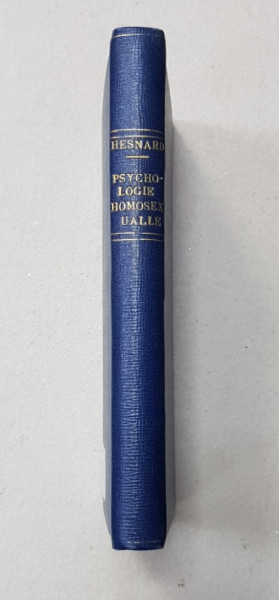 HESNARD
PSYCHO-
LOGIE
HOMOSEX
UALLE